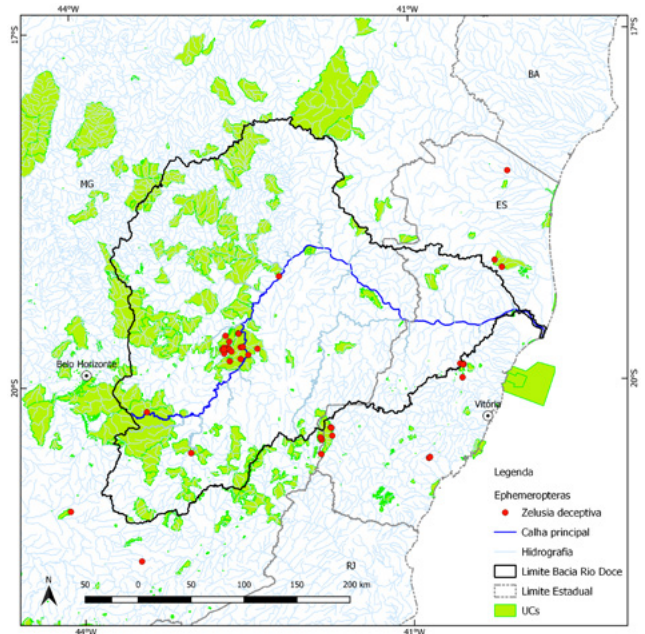 44°W 41°W
17°S 17°S
BA
MG
ES
Belo Horizonte
20°S 20°S
Vitória
Legenda
Ephemeropteras
Zelusia deceptiva
Calha principal
Hidrografia
Limite Bacia Rio Doce
Limite Estadual
UCs
RJ
N
50 0 50 100 150 200 km
44°W 41°W